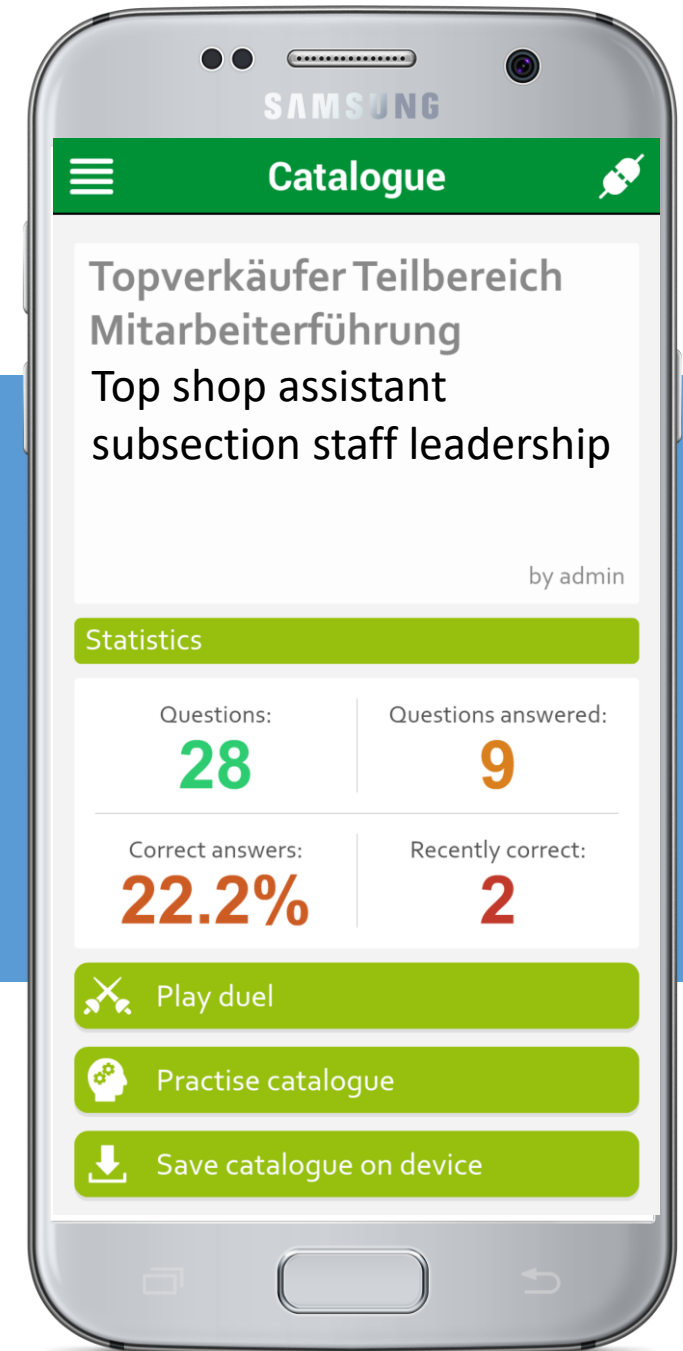 SAMSUNG
Catalogue
Topverkäufer Teilbereich
Mitarbeiterführung
Top shop assistant
subsection staff leadership
by admin
Statistics
Questions:
28
Questions answered:
9
Correct answers:
22.2%
Recently correct:
2
Play duel
Practise catalogue
Save catalogue on device